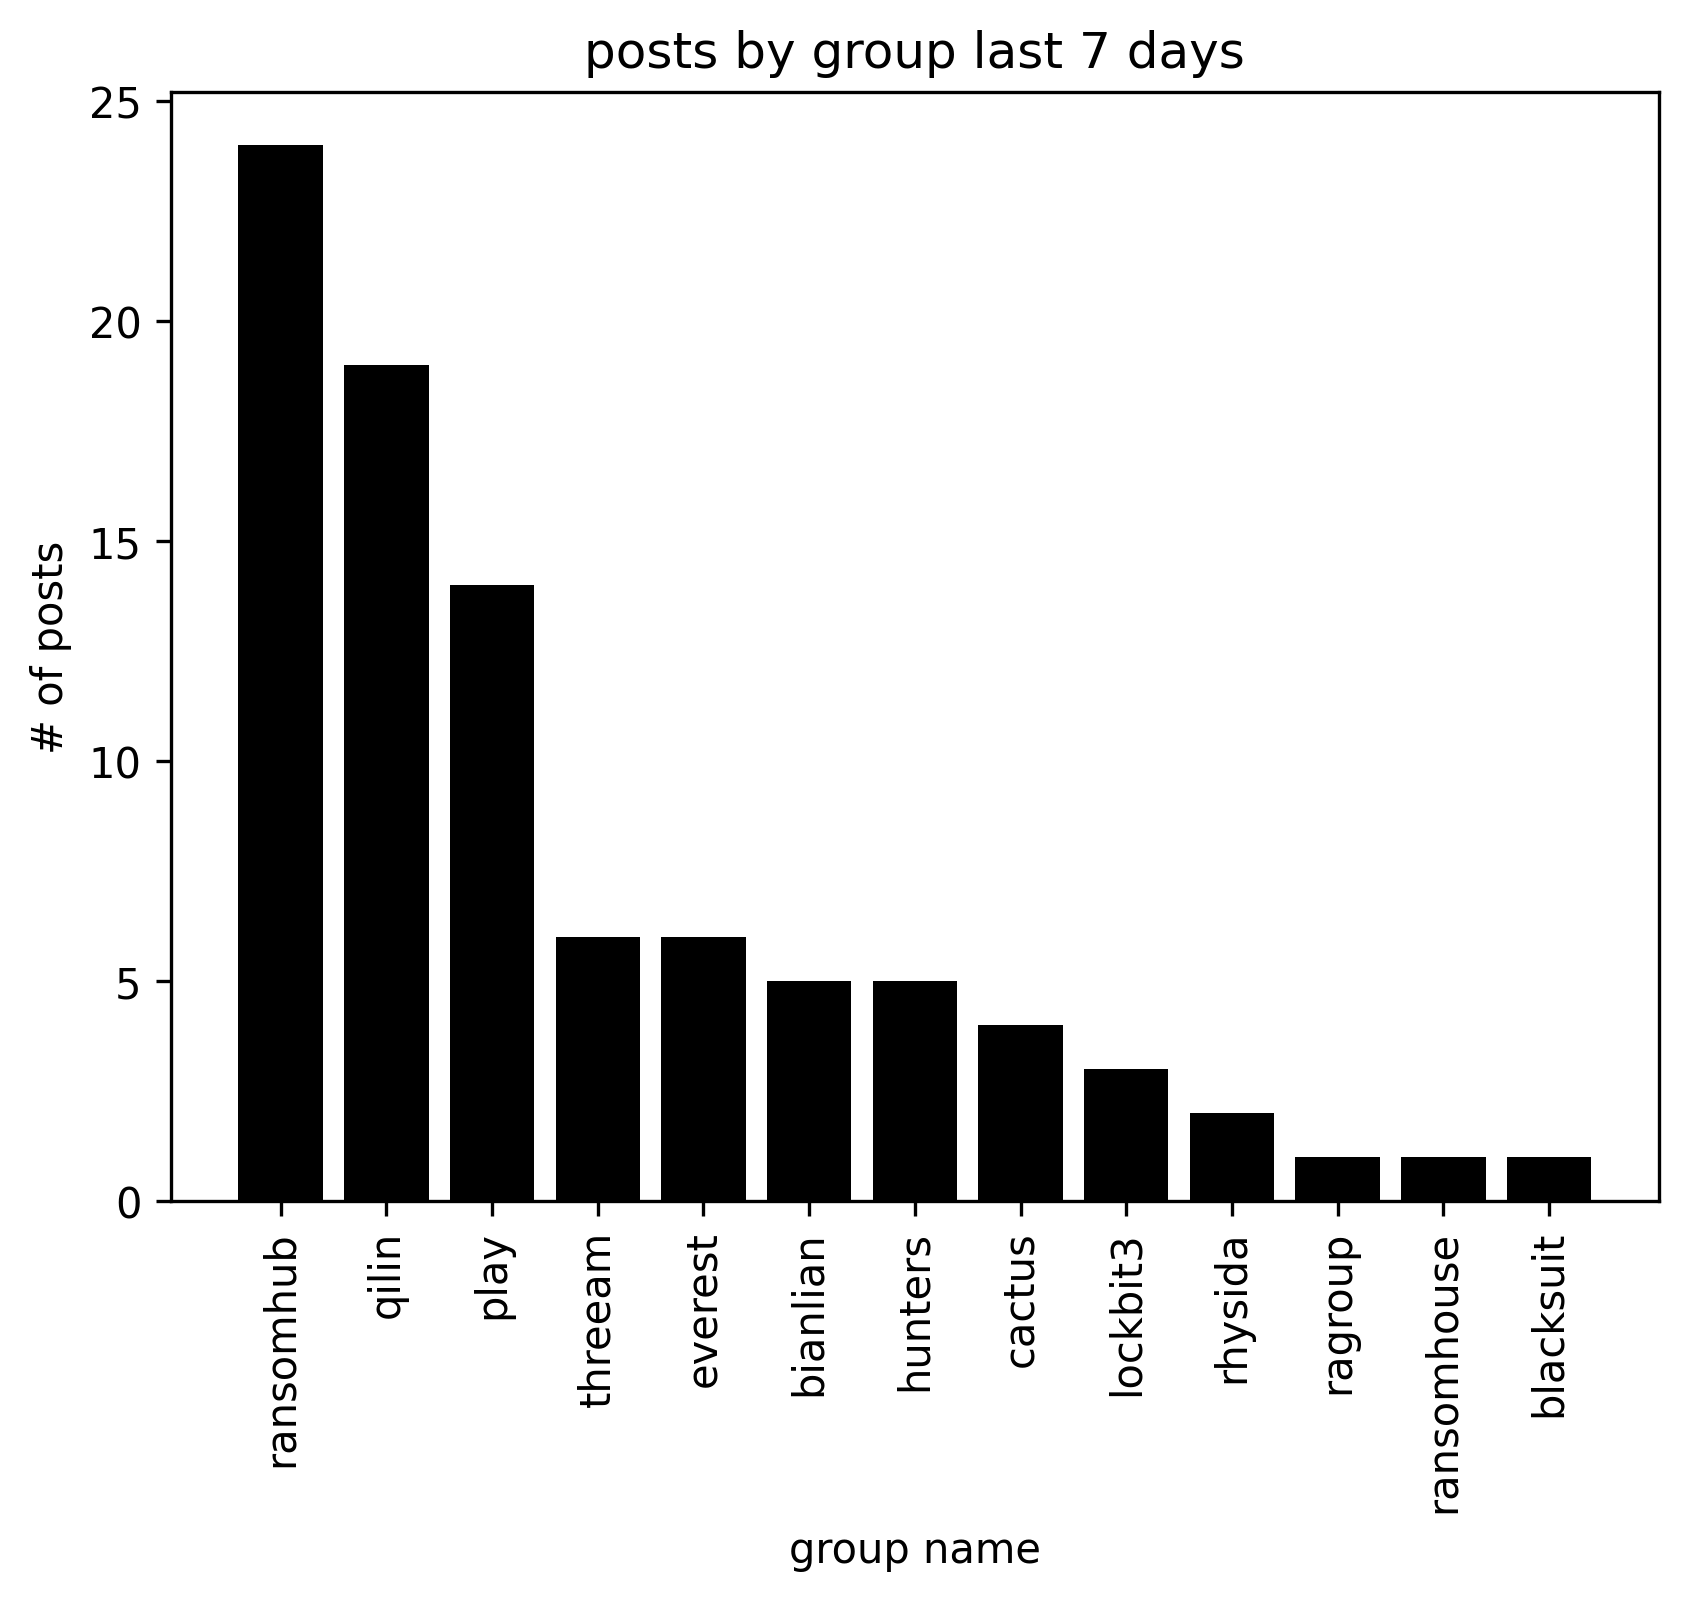 posts by group last 7 days
# of posts
25
20
15
10
5
0
ransomhub
qilin
play
threeam
everest
bianlian
hunters
cactus
lockbit3
rhysida
ragroup
ransomhouse
blacksuit
group name